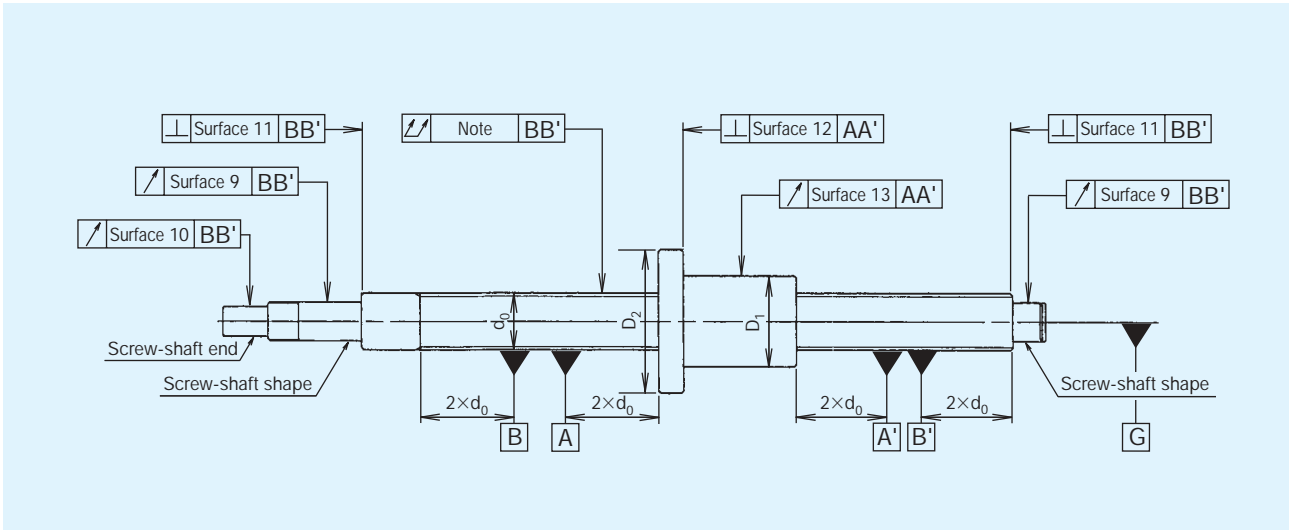 ⊥ Surface 11 BB'
Note BB'
⊥ Surface 12 AA'
⊥ Surface 11 BB'
Surface 9 BB'
Surface 13 AA'
Surface 9 BB'
Surface 10 BB'
d₀
D₂
D₁
Screw-shaft end
Screw-shaft shape
Screw-shaft shape
2×d₀
2×d₀
2×d₀
2×d₀
B
A
A'
B'
G